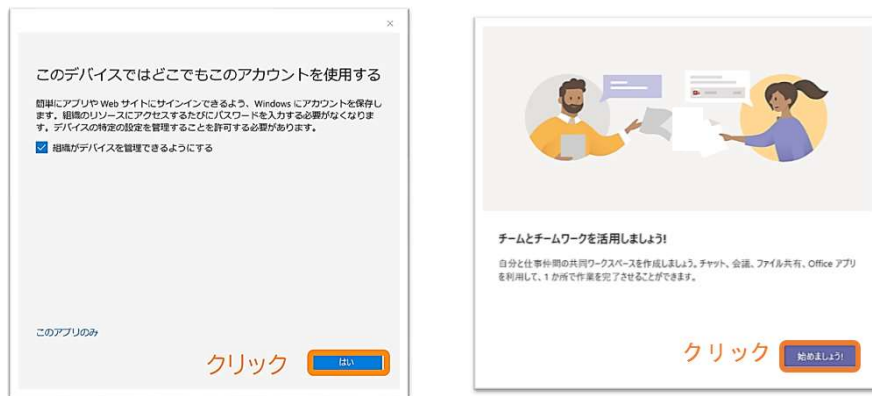 このデバイスではどこでもこのアカウントを使用する
簡単にアプリや Web サイトにサインインできるよう、Windows にアカウントを保存し
ます。組織のリソースにアクセスするたびにパスワードを入力する必要がなくなりま
す。デバイスの特定の設定を管理することを許可する必要があります。
組織がデバイスを管理できるようにする
このアプリのみ
クリック
はい
チームとチームワークを活用しましょう!
自分と仕事仲間の共同ワークスペースを作成しましょう。チャット、会議、ファイル共有、Office アプリ
を利用して、1 か所で作業を完了させることができます。
クリック
始めましょう!